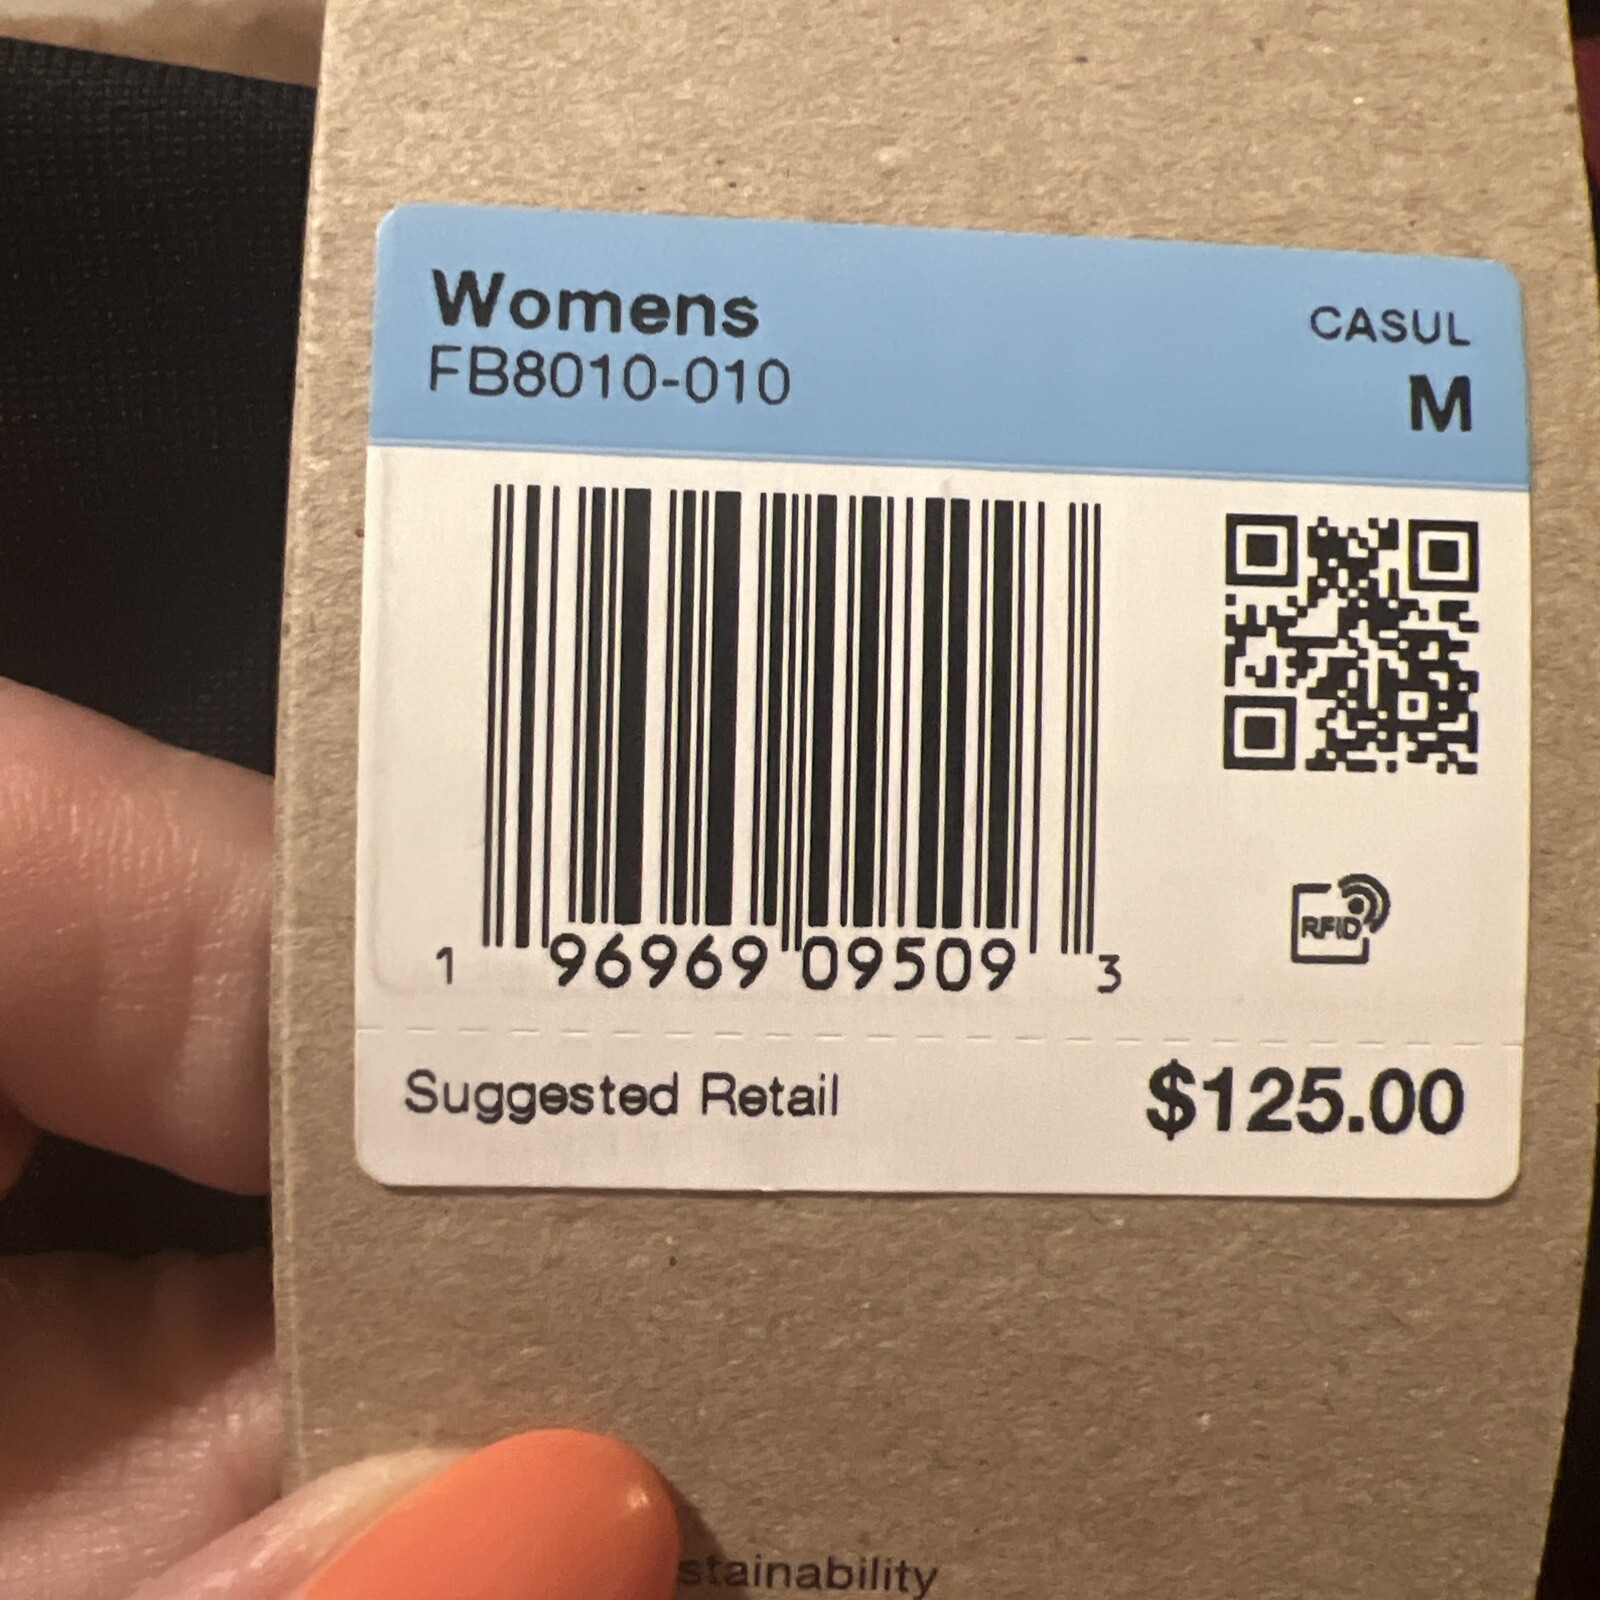 Womens
CASUL
FB8010-010
M
RFID
1 96969 09509 3
Suggested Retail
$125.00
stainability